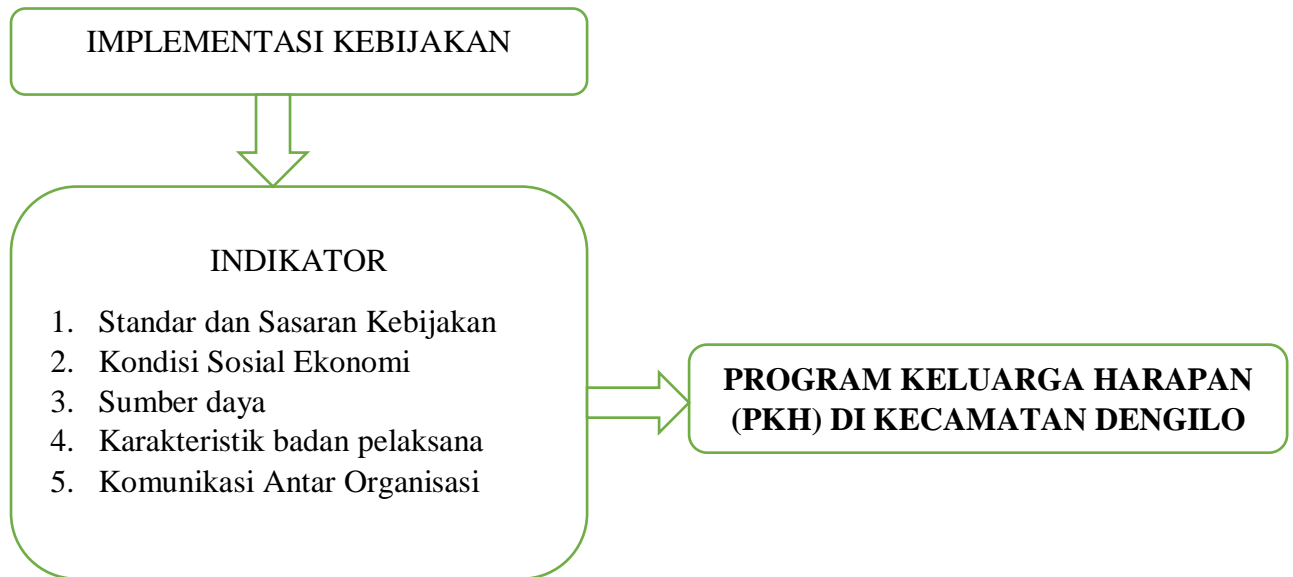 IMPLEMENTASI KEBIJAKAN
INDIKATOR
1. Standar dan Sasaran Kebijakan
2. Kondisi Sosial Ekonomi
3. Sumber daya
4. Karakteristik badan pelaksana
5. Komunikasi Antar Organisasi
PROGRAM KELUARGA HARAPAN
(PKH) DI KECAMATAN DENGILO